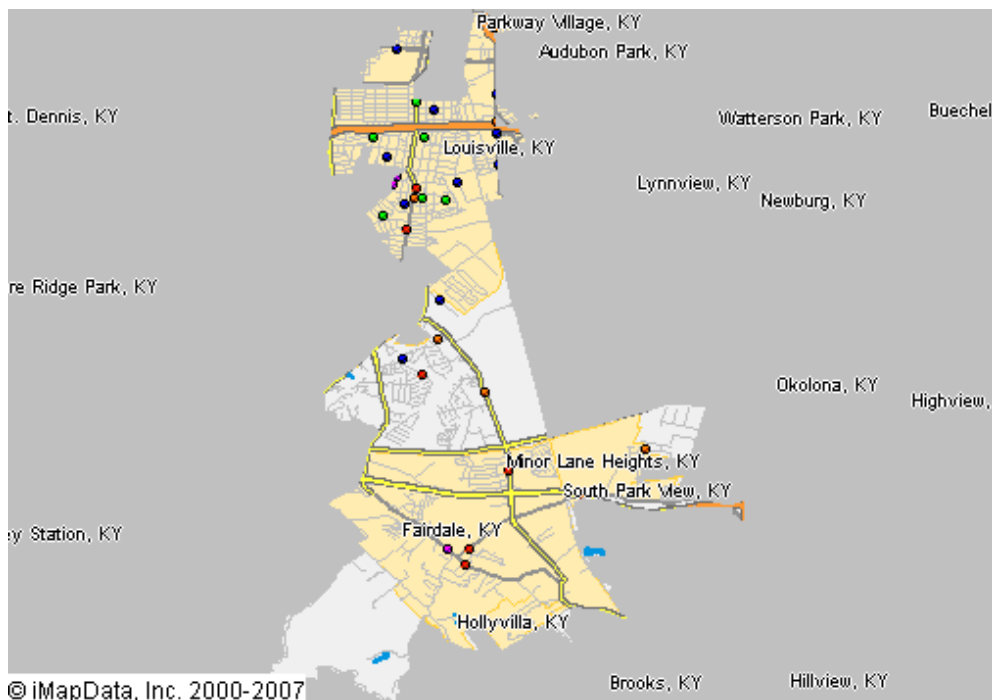 Parkway Village, KY
Audubon Park, KY
t. Dennis, KY
Buechel
Watterson Park, KY
Louisville, KY
Lynnview, KY
Newburg, KY
re Ridge Park, KY
Okolona, KY
Highview,
Minor Lane Heights, KY
South Park View, KY
Fairdale, KY
ey Station, KY
Hollyvilla, KY
Brooks, KY
Hillview, KY
© iMapData, Inc. 2000-2007